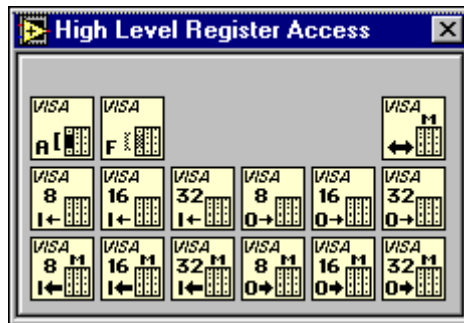 High Level Register Access
VISA VISA VISA
M
A F
VISA VISA VISA VISA VISA VISA
8 16 32 8 16 32
I← I← I← O→ O→ O→
VISA VISA VISA VISA VISA VISA
8 M 16 M 32 M 8 M 16 M 32 M
I← I← I← O→ O→ O→